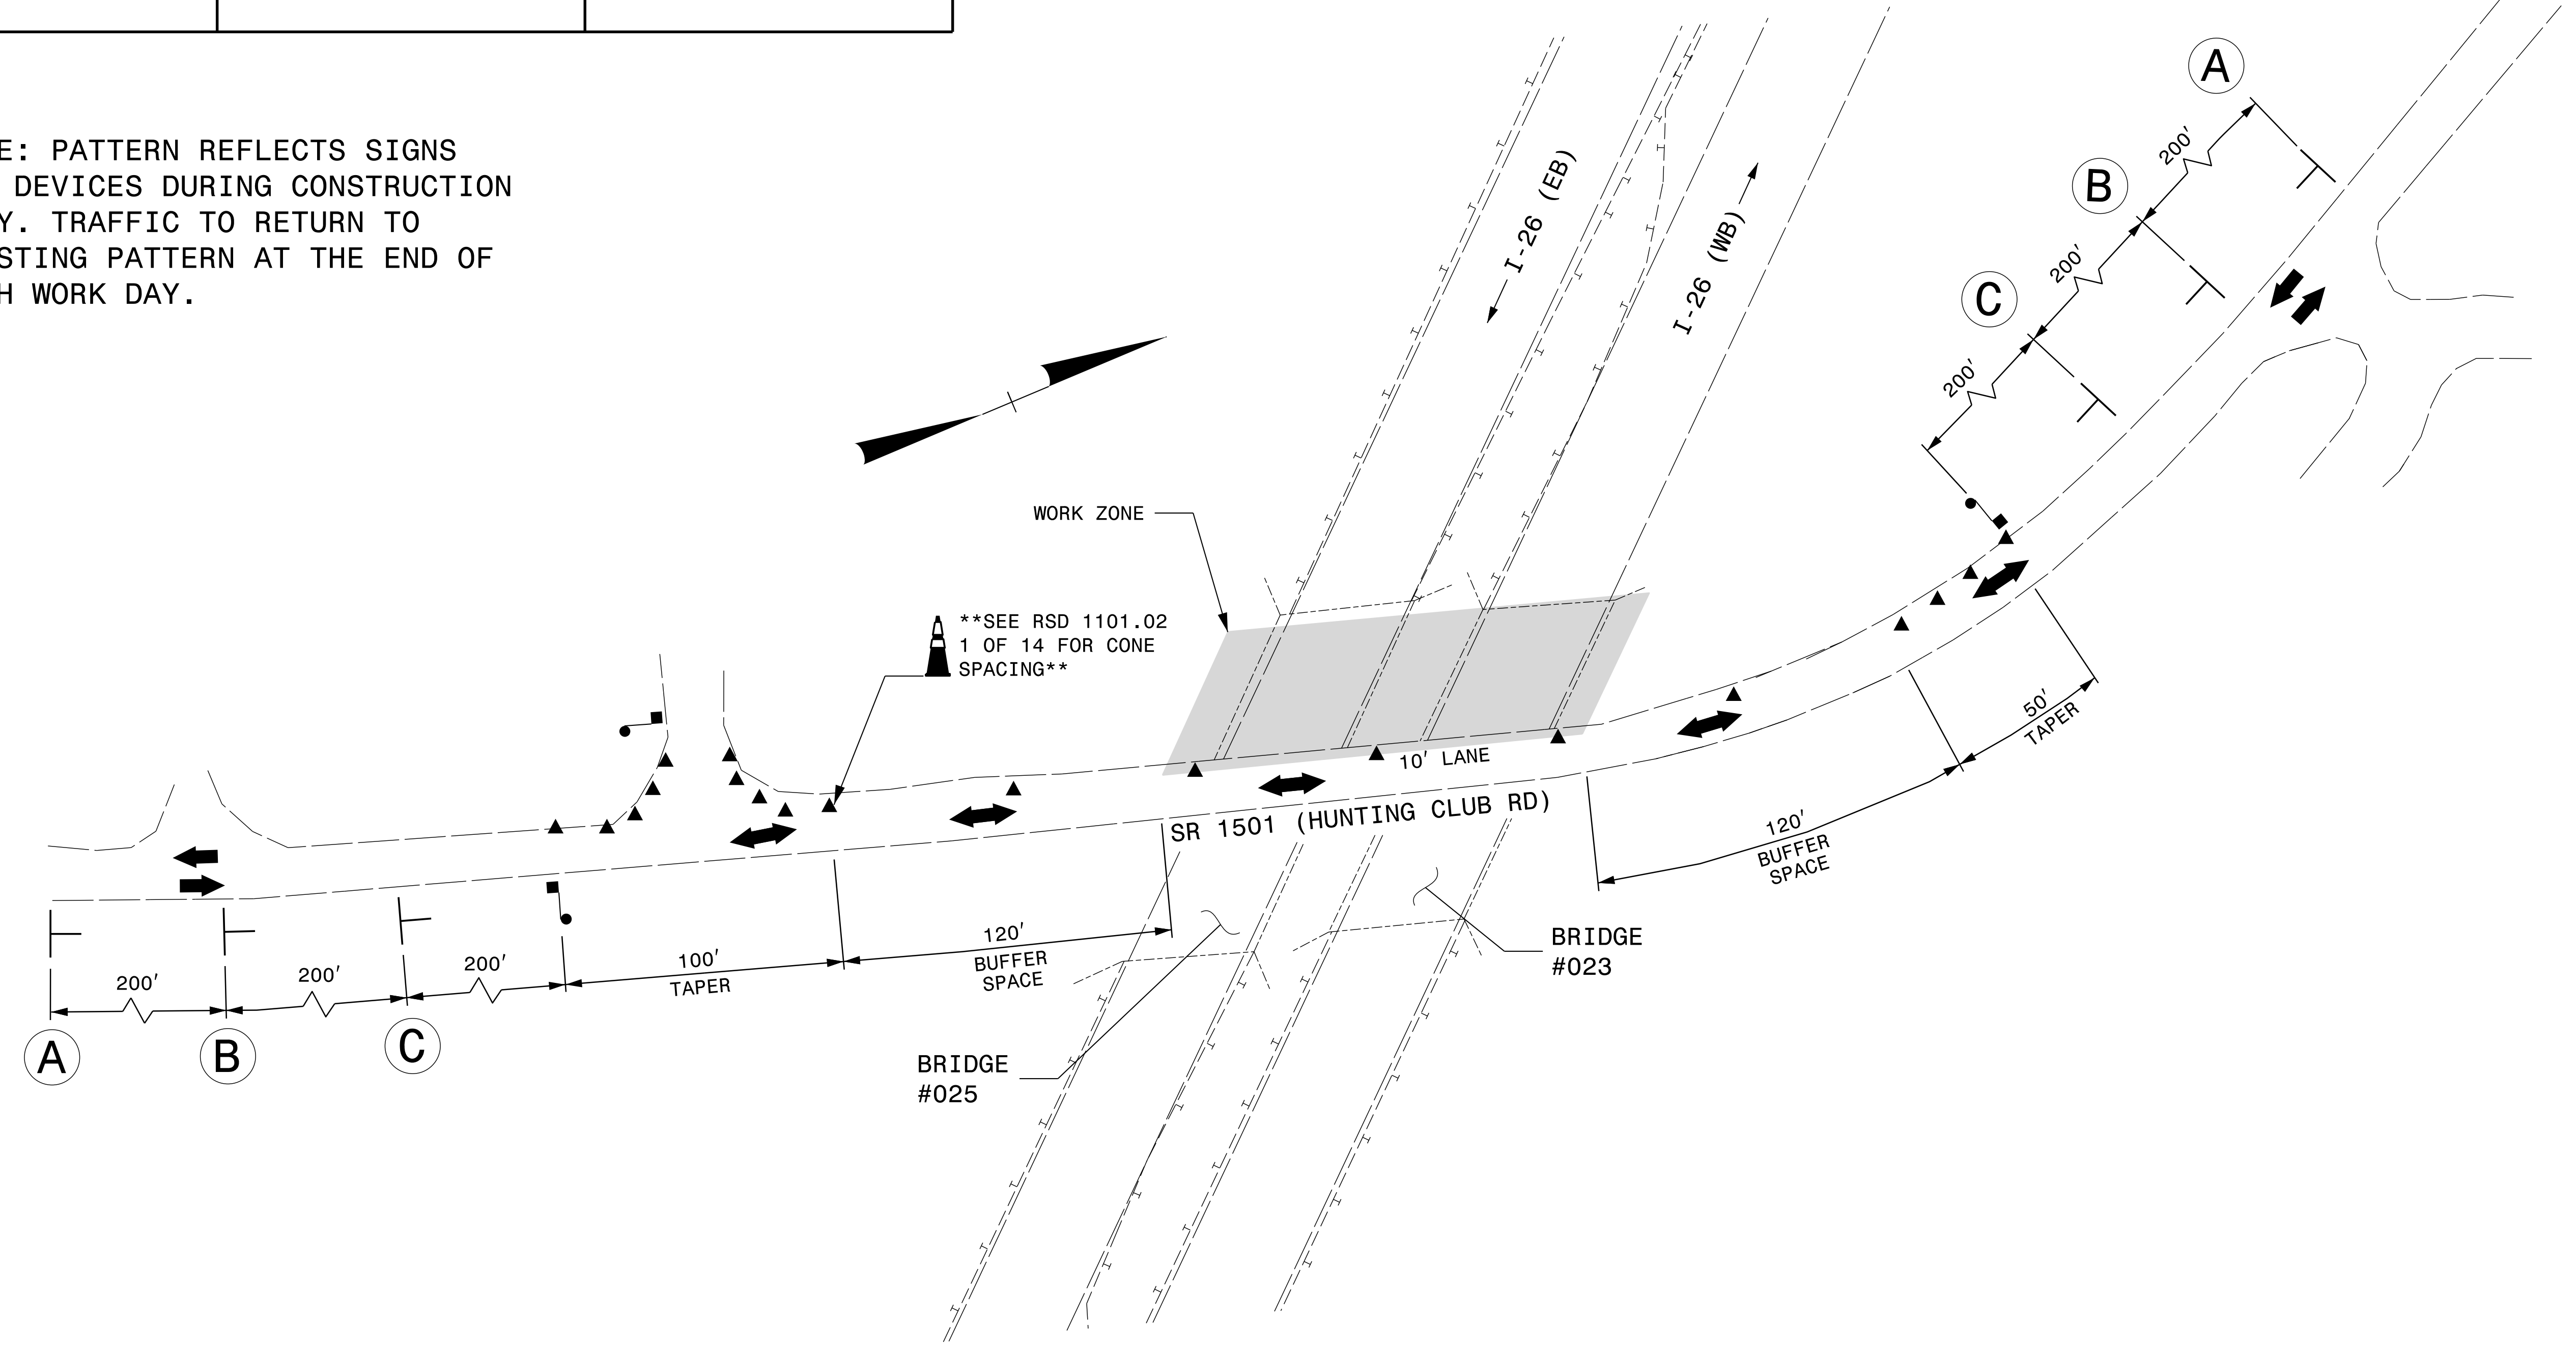 E: PATTERN REFLECTS SIGNS
DEVICES DURING CONSTRUCTION
Y. TRAFFIC TO RETURN TO
STING PATTERN AT THE END OF
H WORK DAY.
I-26 (EB)
I-26 (WB)
A
200'
B
200'
C
200'
WORK ZONE
**SEE RSD 1101.02
1 OF 14 FOR CONE
SPACING**
10' LANE
SR 1501 (HUNTING CLUB RD)
50'
TAPER
120'
BUFFER
SPACE
BRIDGE
#023
BRIDGE
#025
120'
BUFFER
SPACE
100'
TAPER
200'
200'
200'
A
B
C